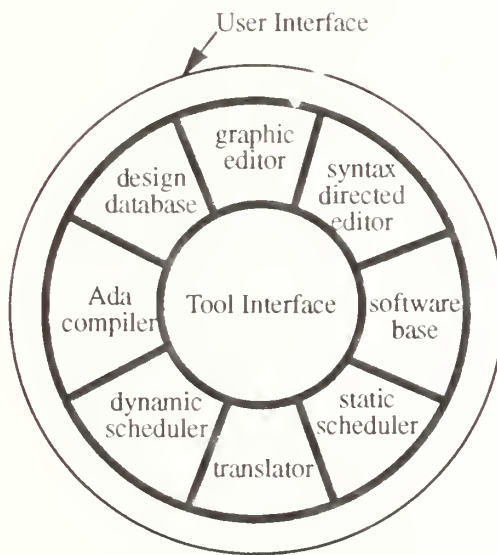 User Interface
graphic
editor
syntax
directed
editor
design
database
Ada
compiler
Tool Interface
software
base
dynamic
scheduler
static
scheduler
translator